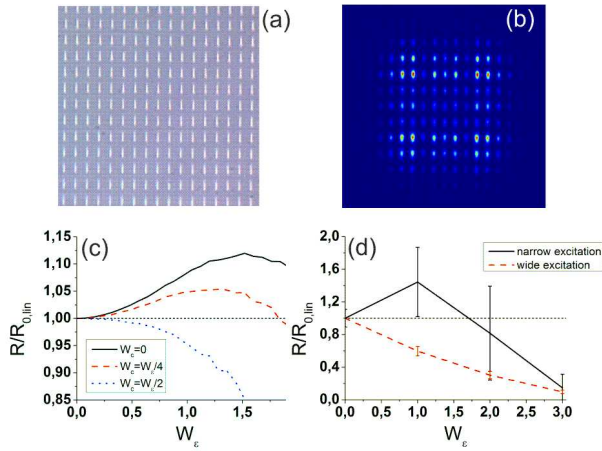 (a)
(b)
(c)
1,15
1,10
1,05
1,00
0,95
0,90
0,85
R/R0,lin
Wc=0
Wc=Wε/4
Wc=Wε/2
0,0 0,5 1,0 1,5
Wε
(d)
2,0
1,6
1,2
0,8
0,4
0,0
R/R0,lin
narrow excitation
wide excitation
0,0 0,5 1,0 1,5 2,0 2,5 3,0
Wε